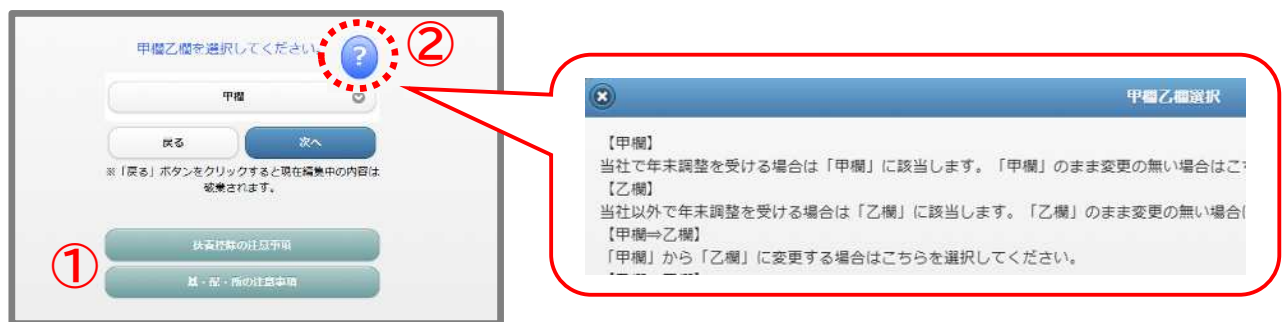 甲欄乙欄を選択してください。
?
②
甲欄
戻る
次へ
※「戻る」ボタンをクリックすると現在編集中の内容は
破棄されます。
①
扶養控除の注意事項
基・配・所の注意事項
甲欄乙欄選択
【甲欄】
当社で年末調整を受ける場合は「甲欄」に該当します。「甲欄」のまま変更の無い場合はこ
【乙欄】
当社以外で年末調整を受ける場合は「乙欄」に該当します。「乙欄」のまま変更の無い場合
【甲欄⇒乙欄】
「甲欄」から「乙欄」に変更する場合はこちらを選択してください。